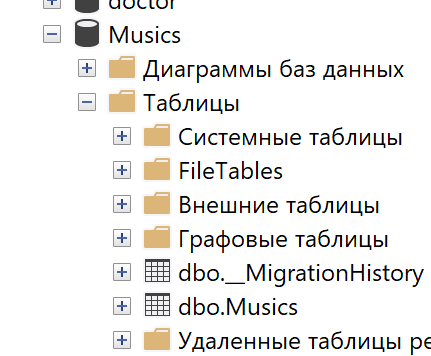 doctor
Musics
Диаграммы баз данных
Таблицы
Системные таблицы
FileTables
Внешние таблицы
Графовые таблицы
dbo.__MigrationHistory
dbo.Musics
Удаленные таблицы ре